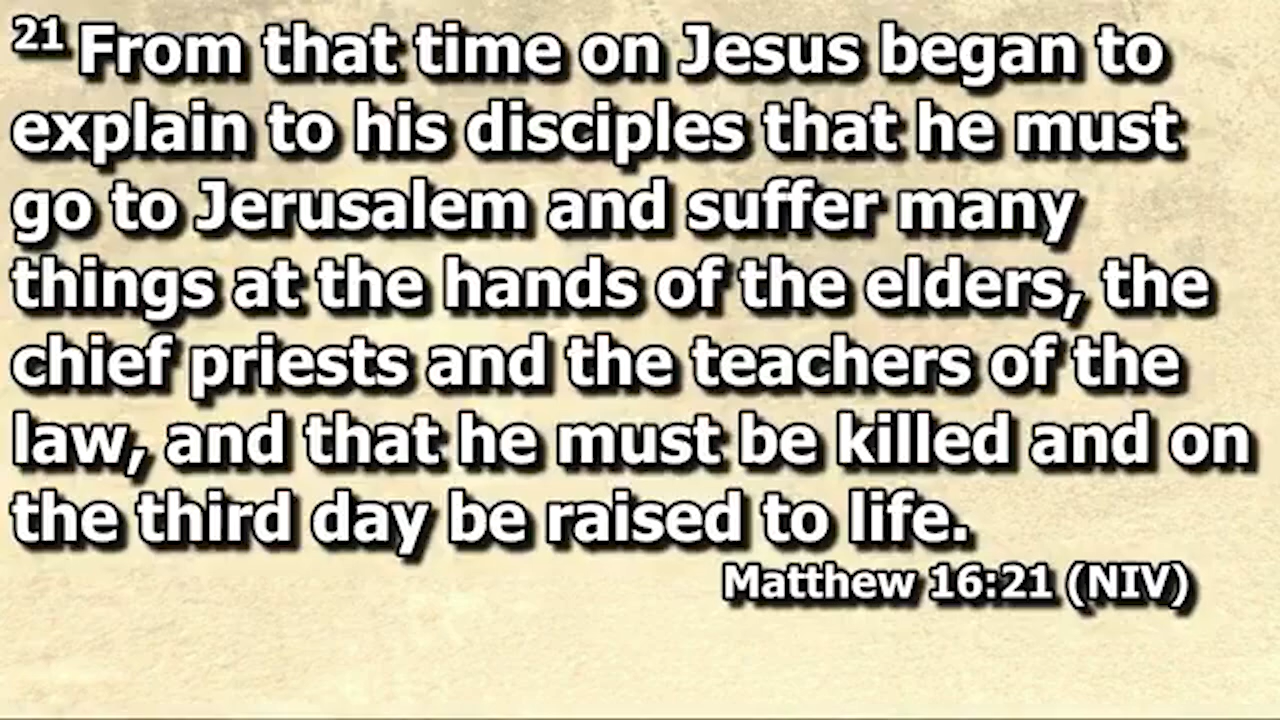 21 From that time on Jesus began to
explain to his disciples that he must
go to Jerusalem and suffer many
things at the hands of the elders, the
chief priests and the teachers of the
law, and that he must be killed and on
the third day be raised to life.
Matthew 16:21 (NIV)